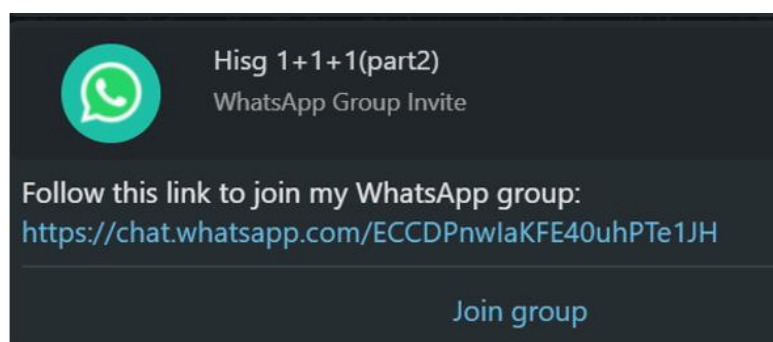 Hisg 1+1+1(part2)
WhatsApp Group Invite
Follow this link to join my WhatsApp group:
https://chat.whatsapp.com/ECCDPnwIaKFE40uhPTe1JH
Join group